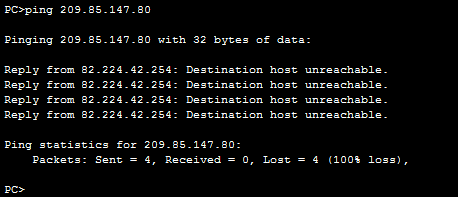 PC>ping 209.85.147.80
Pinging 209.85.147.80 with 32 bytes of data:
Reply from 82.224.42.254: Destination host unreachable.
Reply from 82.224.42.254: Destination host unreachable.
Reply from 82.224.42.254: Destination host unreachable.
Reply from 82.224.42.254: Destination host unreachable.
Ping statistics for 209.85.147.80:
    Packets: Sent = 4, Received = 0, Lost = 4 (100% loss),
PC>